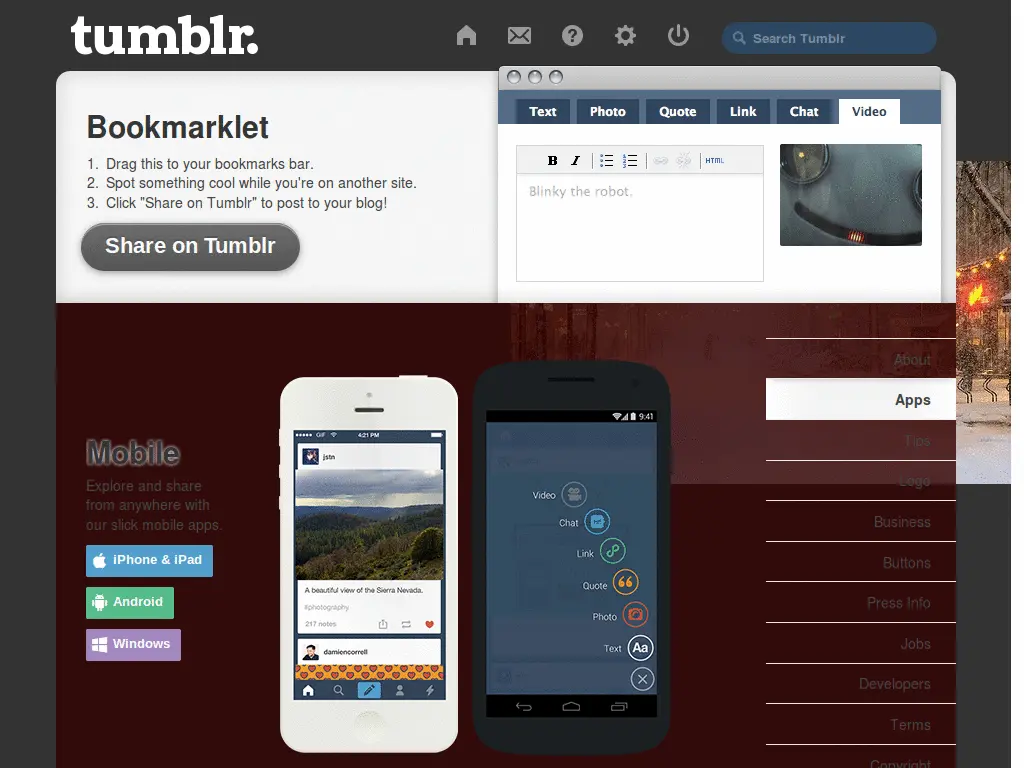 tumblr.
Search Tumblr
Bookmarklet
1. Drag this to your bookmarks bar.
2. Spot something cool while you're on another site.
3. Click "Share on Tumblr" to post to your blog!
Share on Tumblr
Text Photo Quote Link Chat Video
B I HTML
Blinky the robot.
About
Apps
Tips
Logo
Business
Buttons
Press Info
Jobs
Developers
Terms
Copyright
Mobile
Explore and share
from anywhere with
our slick mobile apps.
iPhone & iPad
Android
Windows
GIF 4:21 PM
jstn
A beautiful view of the Sierra Nevada.
#photography
217 notes
damiencorrell
9:41
Video
Chat
Link
Quote
Photo
Text Aa